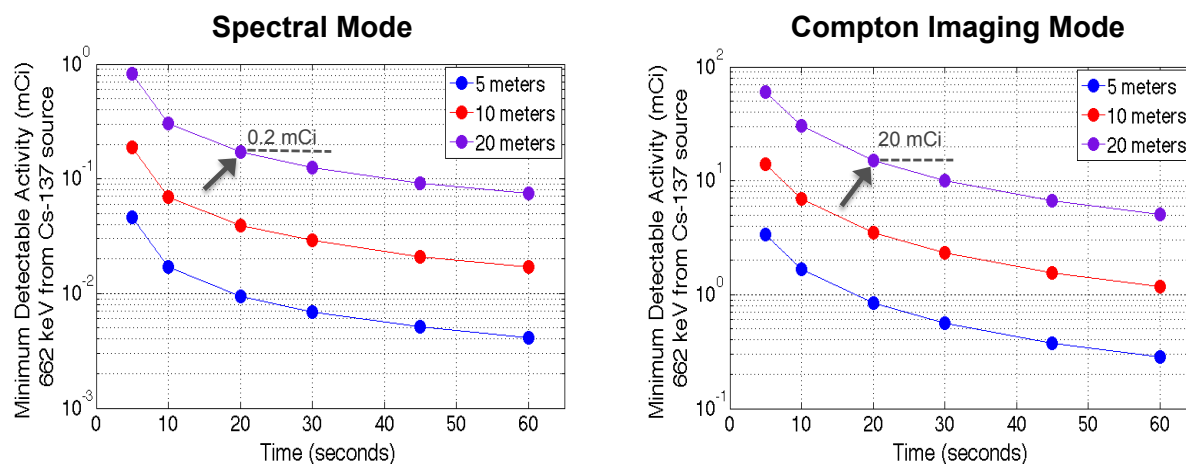 Spectral Mode
Minimum Detectable Activity (mCi)
662 keV from Cs-137 source
10^0
10^-1
10^-2
10^-3
0 10 20 30 40 50 60
Time (seconds)
5 meters
10 meters
20 meters
0.2 mCi
Compton Imaging Mode
Minimum Detectable Activity (mCi)
662 keV from Cs-137 source
10^2
10^1
10^0
10^-1
0 10 20 30 40 50 60
Time (seconds)
5 meters
10 meters
20 meters
20 mCi